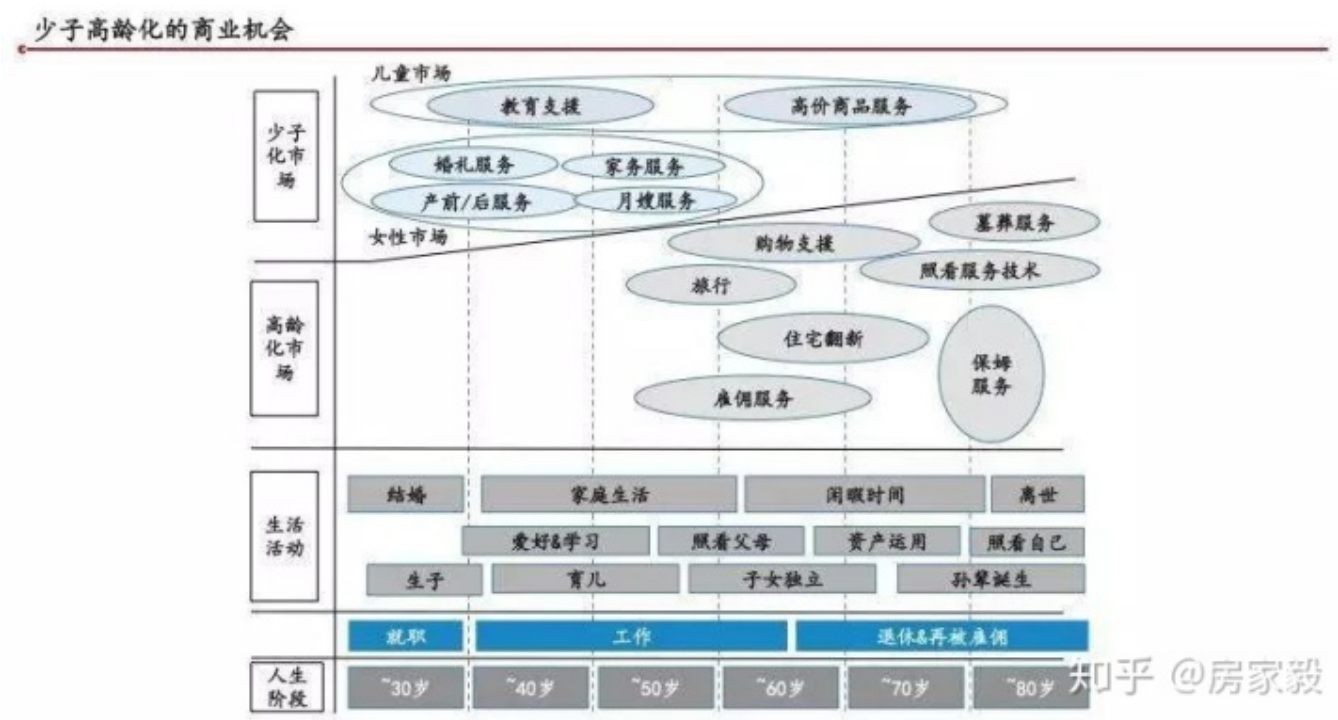 少子高龄化的商业机会
儿童市场
教育支援
高价商品服务
少子
化市
场
婚礼服务
家务服务
产前/后服务
月嫂服务
女性市场
墓葬服务
购物支援
照看服务技术
旅行
高龄
化市
场
住宅翻新
保姆
服务
雇佣服务
结婚
家庭生活
闲暇时间
离世
生活
活动
爱好&学习
照看父母
资产运用
照看自己
生子
育儿
子女独立
孙辈诞生
就职
工作
退休&再被雇佣
人生
阶段
~30岁
~40岁
~50岁
~60岁
~70岁
~80岁
知乎 @房家毅